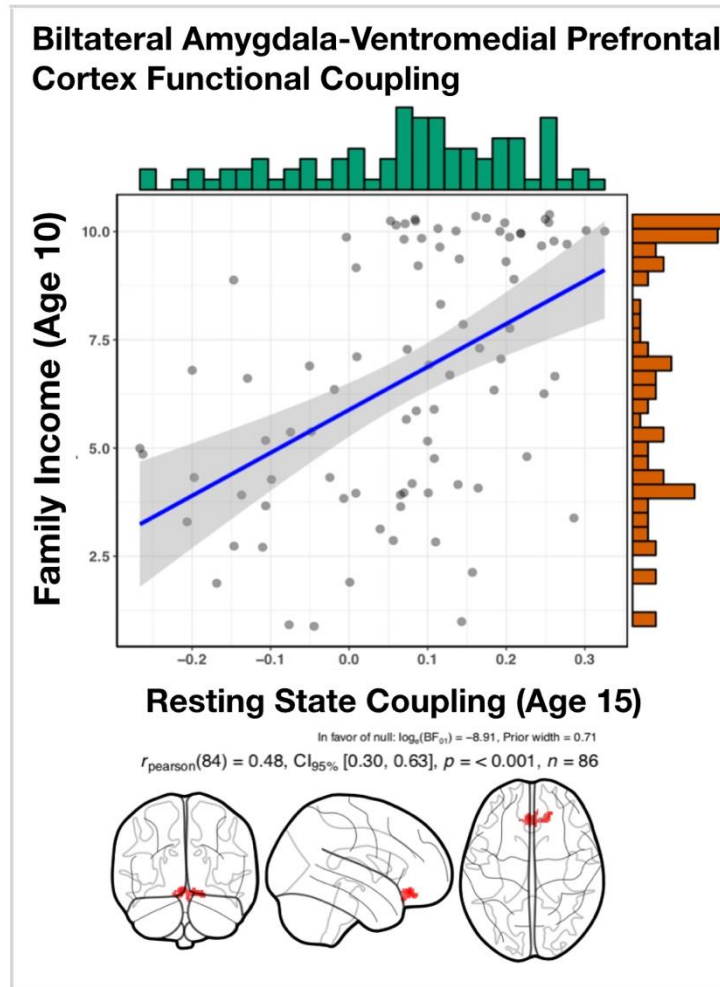 Biltateral Amygdala-Ventromedial Prefrontal
Cortex Functional Coupling
Family Income (Age 10)
10.0
7.5
5.0
2.5
−0.2 −0.1 0.0 0.1 0.2 0.3
Resting State Coupling (Age 15)
In favor of null: logₑ(BF₀₁) = −8.91, Prior width = 0.71
r_pearson(84) = 0.48, CI₉₅% [0.30, 0.63], p = < 0.001, n = 86